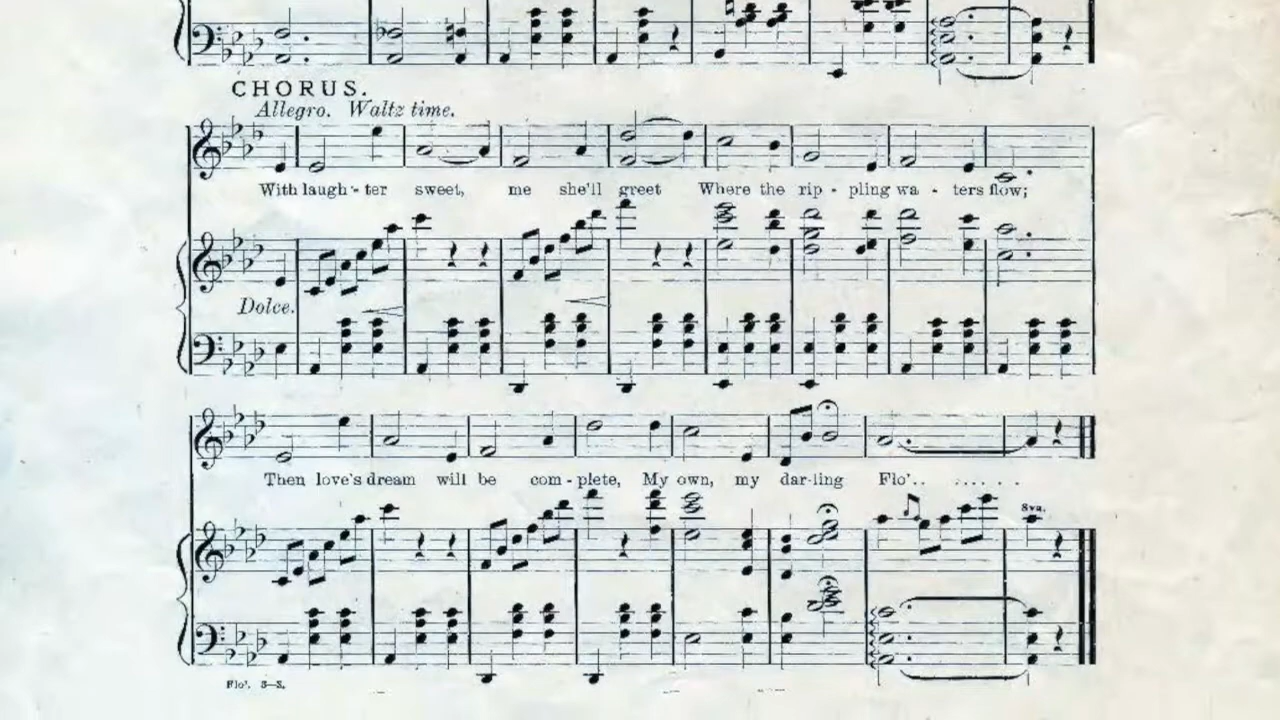 CHORUS.
Allegro. Waltz time.
With laugh - ter sweet, me she'll greet Where the rip - pling wa - ters flow;
Dolce.
Then love's dream will be com - plete, My own, my dar-ling Flo'.. ......
8va.
Flo'. 3—3.